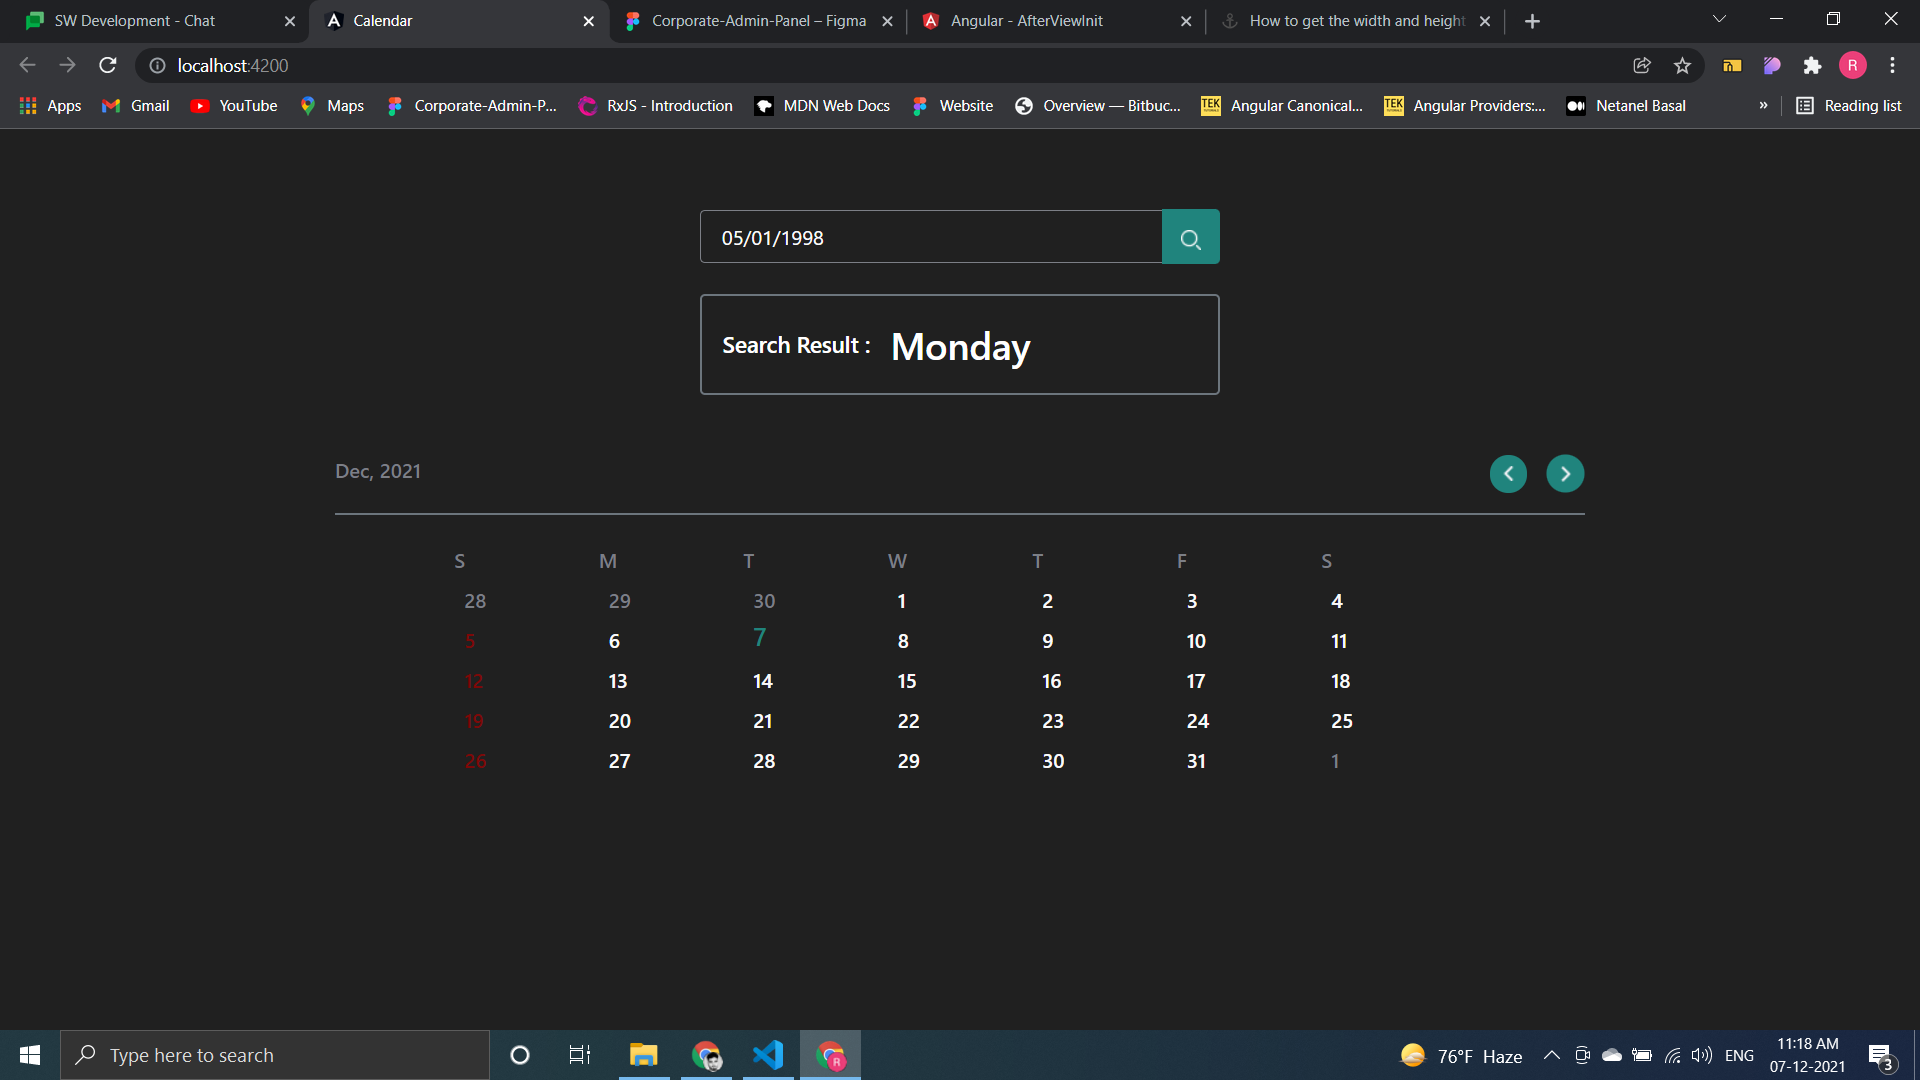 SW Development - Chat
Calendar
Corporate-Admin-Panel – Figma
Angular - AfterViewInit
How to get the width and height
localhost:4200
R
Apps
Gmail
YouTube
Maps
Corporate-Admin-P...
RxJS - Introduction
MDN Web Docs
Website
Overview — Bitbuc...
TEK
Angular Canonical...
TEK
Angular Providers:...
Netanel Basal
»
Reading list
05/01/1998
Search Result : Monday
Dec, 2021
S M T W T F S
28 29 30 1 2 3 4
5 6 7 8 9 10 11
12 13 14 15 16 17 18
19 20 21 22 23 24 25
26 27 28 29 30 31 1
Type here to search
R
76°F Haze
ENG
11:18 AM
07-12-2021
3